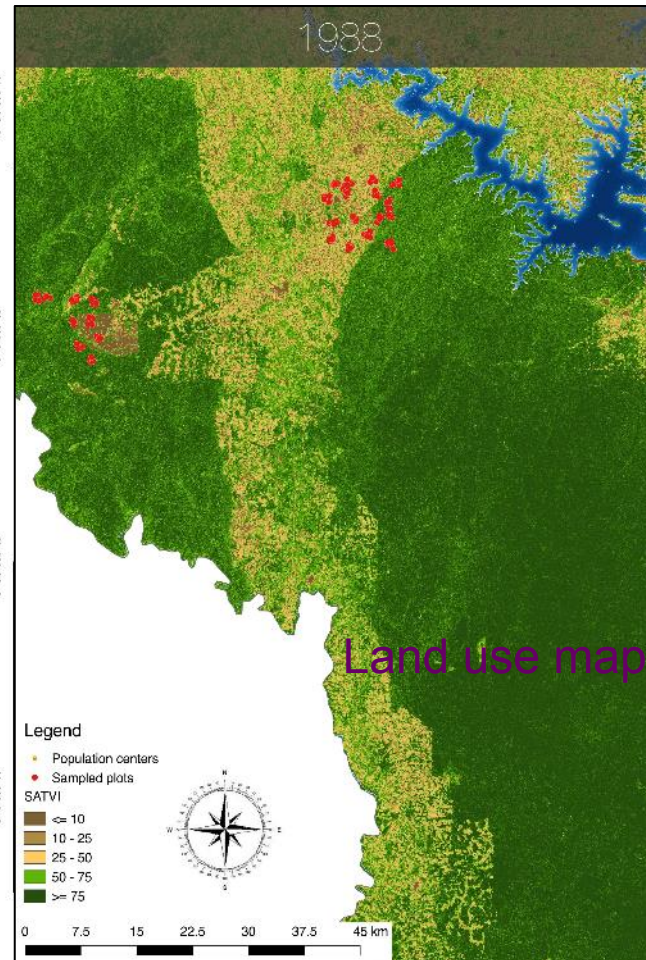 1988
Land use map
Legend
Population centers
Sampled plots
SATVI
<= 10
10 - 25
25 - 50
50 - 75
>= 75
N
W
E
S
0 7.5 15 22.5 30 37.5 45 km